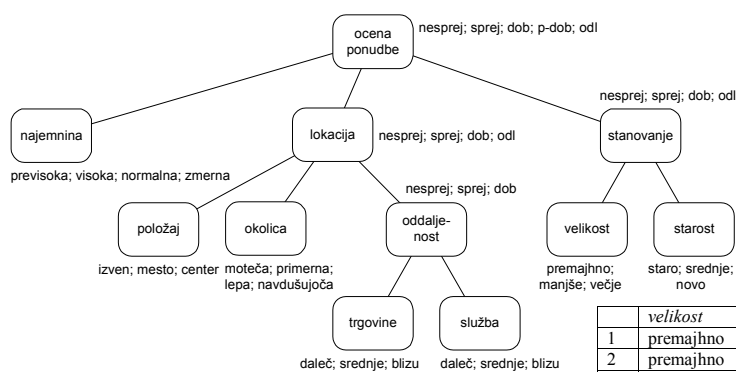 ocena
ponudbe
nesprej; sprej; dob; p-dob; odl
najemnina
previsoka; visoka; normalna; zmerna
lokacija
nesprej; sprej; dob; odl
nesprej; sprej; dob; odl
stanovanje
položaj
izven; mesto; center
okolica
moteča; primerna;
lepa; navdušujoča
nesprej; sprej; dob
oddalje-
nost
velikost
premajhno;
manjše; večje
starost
staro; srednje;
novo
trgovine
daleč; srednje; blizu
služba
daleč; srednje; blizu
velikost
1 premajhno
2 premajhno